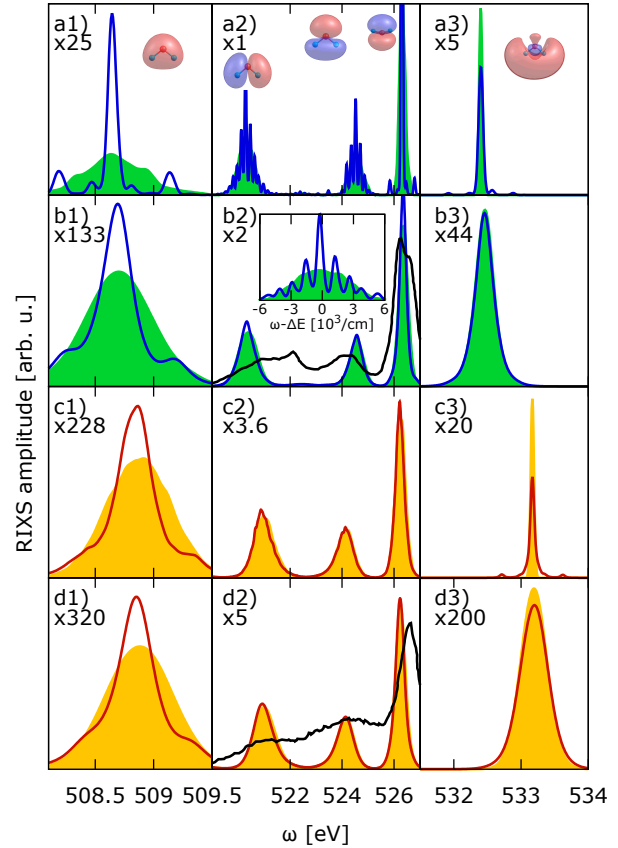 a1)
x25
a2)
x1
a3)
x5
b1)
x133
b2)
x2
-6 -3 0 3 6
ω-ΔE [10³/cm]
b3)
x44
c1)
x228
c2)
x3.6
c3)
x20
d1)
x320
d2)
x5
d3)
x200
RIXS amplitude [arb. u.]
508.5 509 509.5 522 524 526 532 533 534
ω [eV]